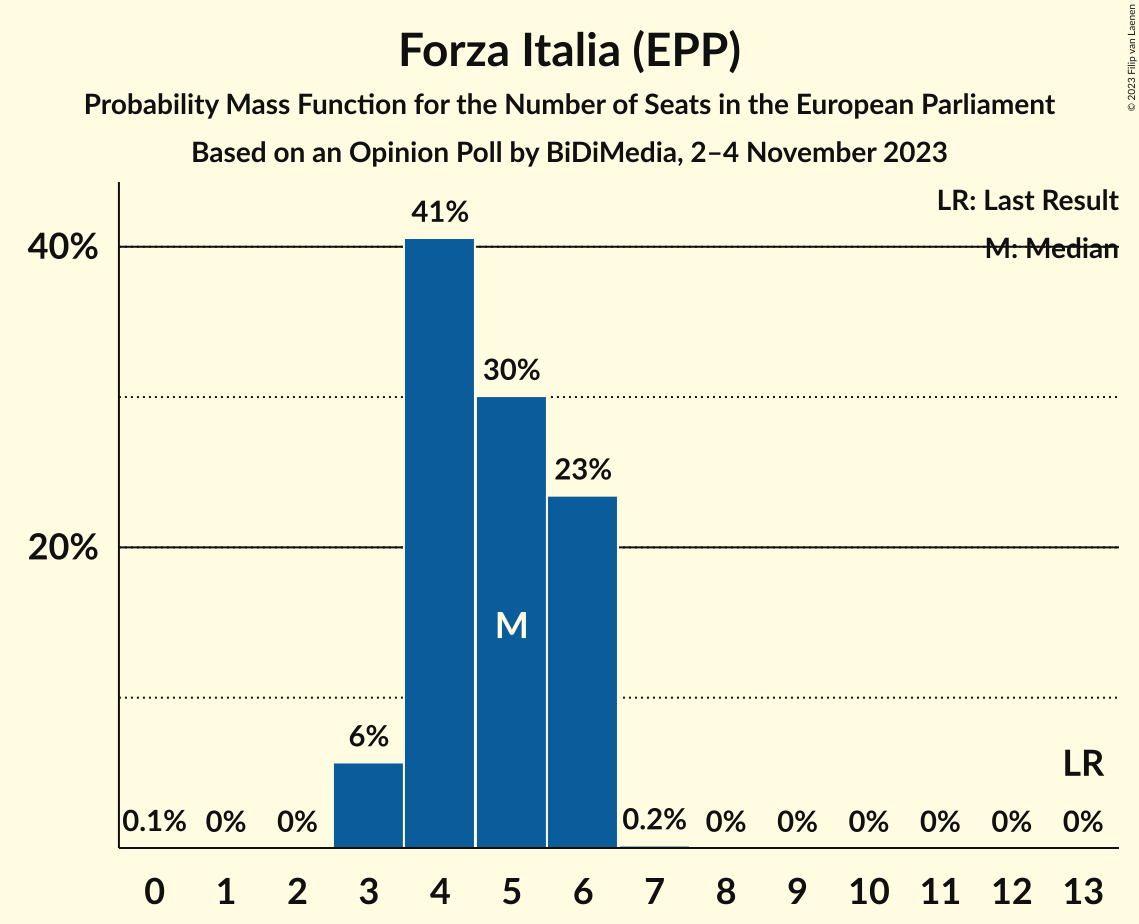 Forza Italia (EPP)
Probability Mass Function for the Number of Seats in the European Parliament
Based on an Opinion Poll by BiDiMedia, 2–4 November 2023
© 2023 Filip van Laenen
LR: Last Result
M: Median
41%
40%
30%
23%
20%
M
6%
LR
0.1% 0% 0% 0.2% 0% 0% 0% 0% 0% 0%
0 1 2 3 4 5 6 7 8 9 10 11 12 13